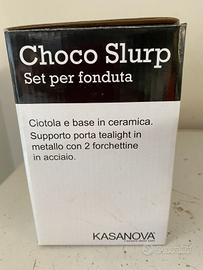 Choco Slurp
Set per fonduta
Ciotola e base in ceramica.
Supporto porta tealight in
metallo con 2 forchettine
in acciaio.
KASANOVA
subito